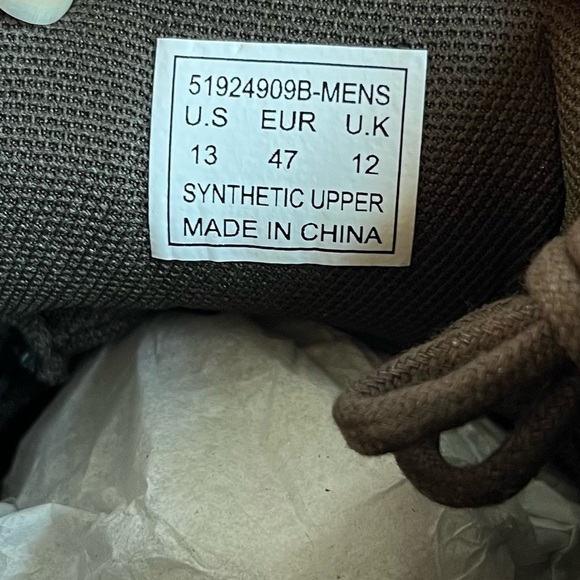 51924909B-MENS
U.S EUR U.K
13 47 12
SYNTHETIC UPPER
MADE IN CHINA